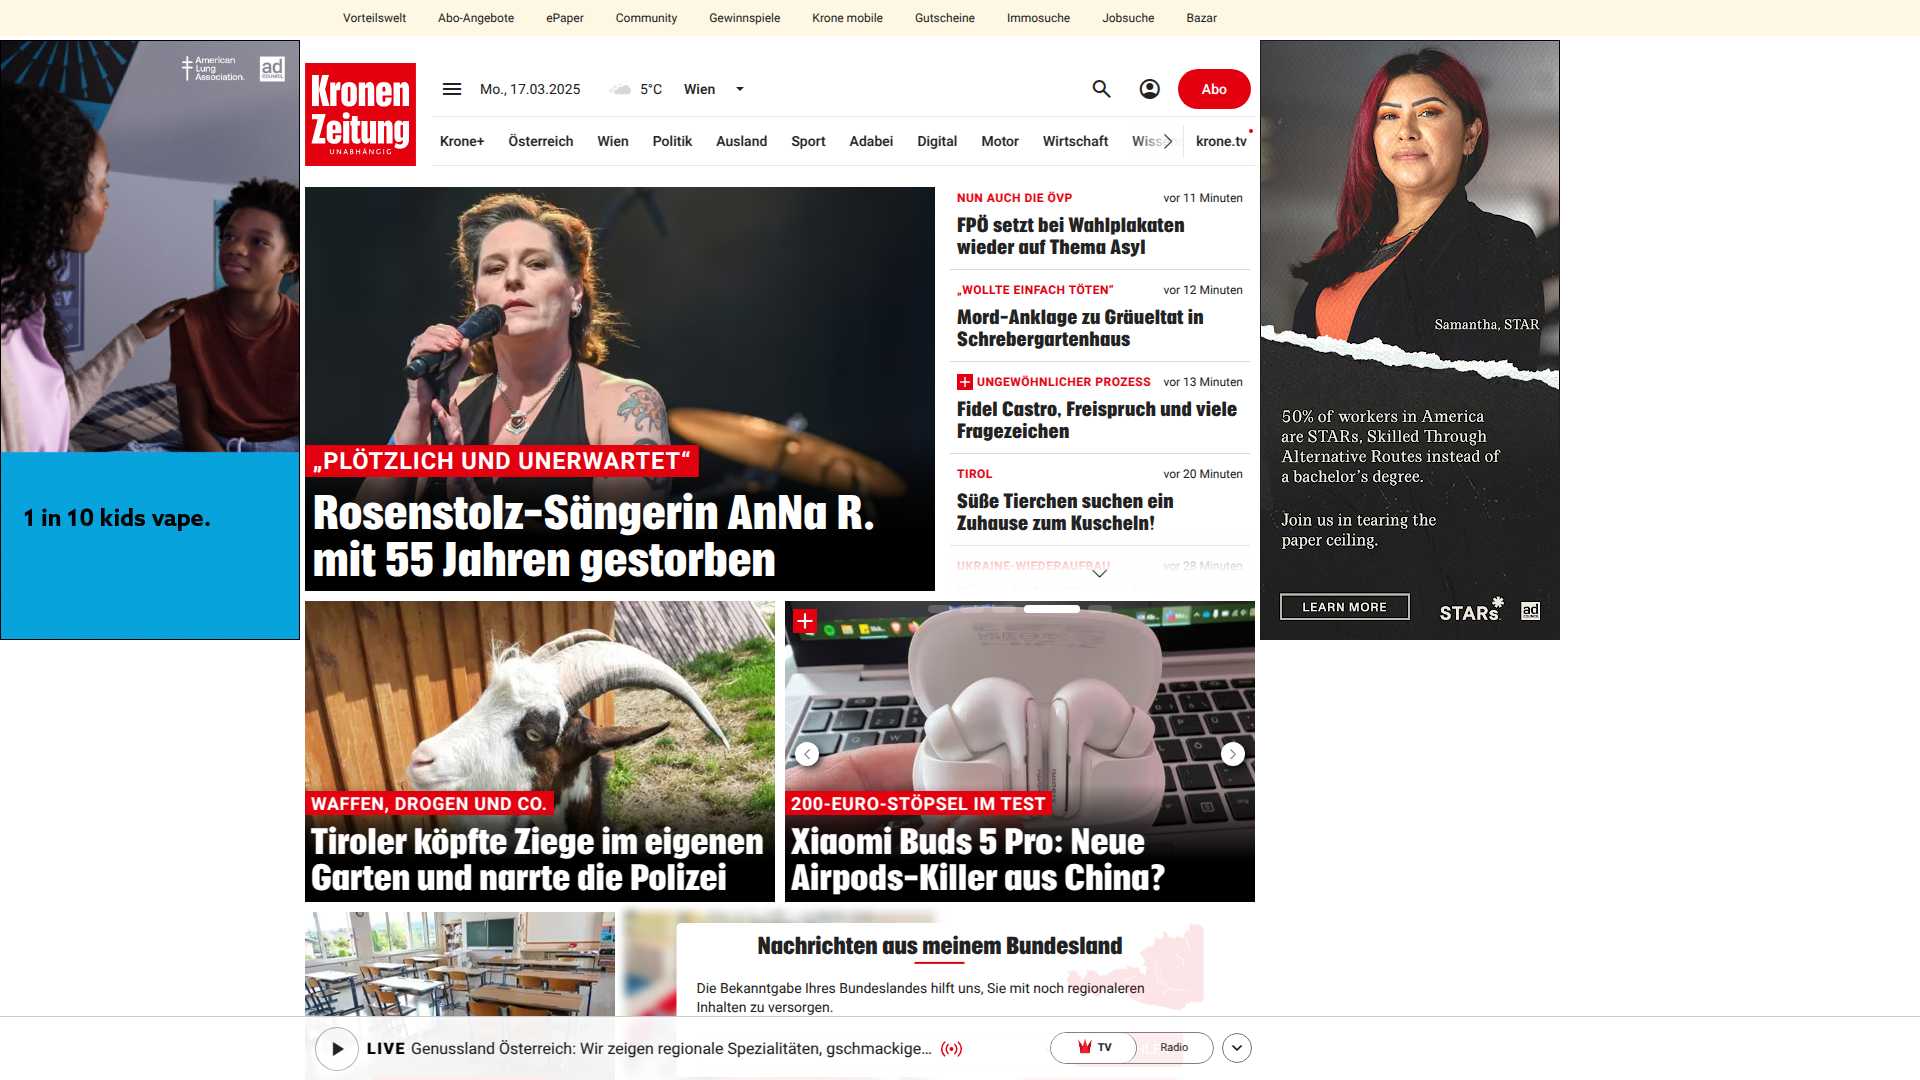 Vorteilswelt Abo-Angebote ePaper Community Gewinnspiele Krone mobile Gutscheine Immosuche Jobsuche Bazar
American
Lung
Association.
ad
COUNCIL
1 in 10 kids vape.
Kronen
Zeitung
UNABHÄNGIG
Mo., 17.03.2025 5°C Wien
Abo
Krone+ Österreich Wien Politik Ausland Sport Adabei Digital Motor Wirtschaft krone.tv
„PLÖTZLICH UND UNERWARTET“
Rosenstolz-Sängerin AnNa R.
mit 55 Jahren gestorben
NUN AUCH DIE ÖVP vor 11 Minuten
FPÖ setzt bei Wahlplakaten
wieder auf Thema Asyl
„WOLLTE EINFACH TÖTEN“ vor 12 Minuten
Mord-Anklage zu Gräueltat in
Schrebergartenhaus
UNGEWÖHNLICHER PROZESS vor 13 Minuten
Fidel Castro, Freispruch und viele
Fragezeichen
TIROL vor 20 Minuten
Süße Tierchen suchen ein
Zuhause zum Kuscheln!
UKRAINE-WIEDERAUFBAU vor 28 Minuten
WAFFEN, DROGEN UND CO.
Tiroler köpfte Ziege im eigenen
Garten und narrte die Polizei
200-EURO-STÖPSEL IM TEST
Xiaomi Buds 5 Pro: Neue
Airpods-Killer aus China?
Samantha, STAR
50% of workers in America
are STARs, Skilled Through
Alternative Routes instead of
a bachelor's degree.
Join us in tearing the
paper ceiling.
LEARN MORE
STARs
ad
COUNCIL
Nachrichten aus meinem Bundesland
Die Bekanntgabe Ihres Bundeslandes hilft uns, Sie mit noch regionaleren
Inhalten zu versorgen.
LIVE Genussland Österreich: Wir zeigen regionale Spezialitäten, gschmackige...
TV Radio